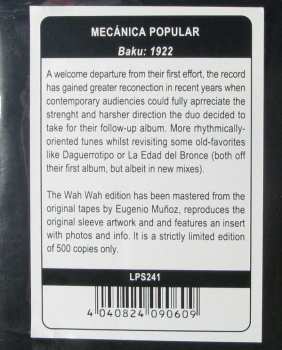 MECÁNICA POPULAR
Baku: 1922
A welcome departure from their first effort, the record
has gained greater reconection in recent years when
contemporary audiences could fully apreciate the
strenght and harsher direction the duo decided to
take for their follow-up album. More rhythmically-
oriented tunes whilst revisiting some old-favorites
like Daguerrotipo or La Edad del Bronce (both off
their first album, but albeit in new mixes).
The Wah Wah edition has been mastered from the
original tapes by Eugenio Muñoz, reproduces the
original sleeve artwork and and features an insert
with photos and info. It is a strictly limited edition
of 500 copies only.
LPS241
4 040824 090609